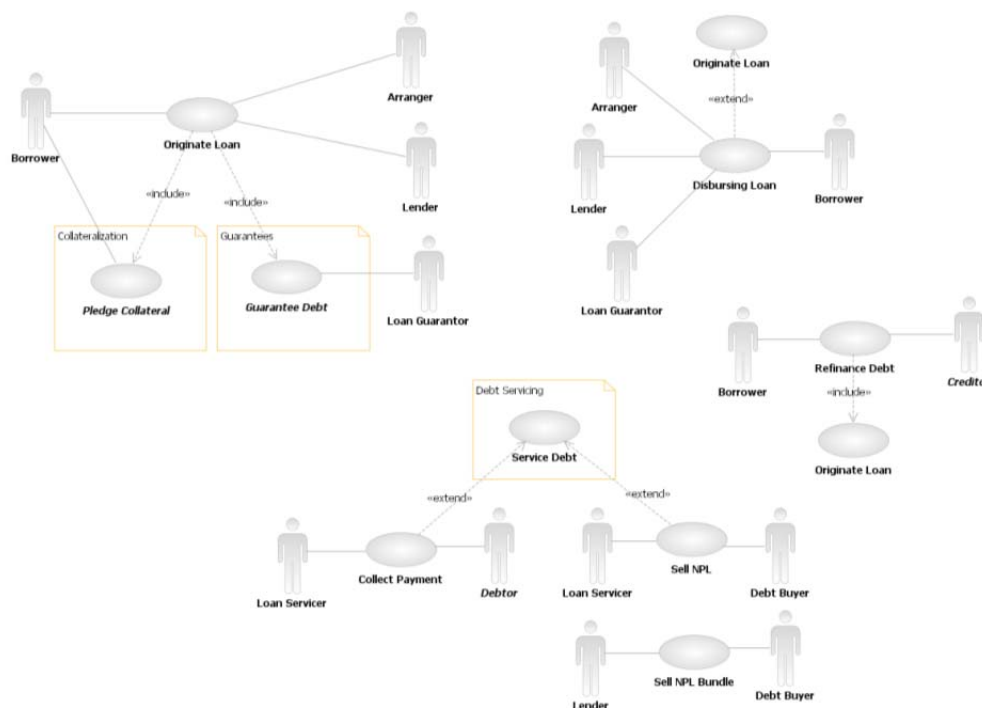 Borrower
Originate Loan
Arranger
Lender
«include»
«include»
Collateralization
Pledge Collateral
Guarantees
Guarantee Debt
Loan Guarantor
Originate Loan
«extend»
Arranger
Disbursing Loan
Lender
Borrower
Loan Guarantor
Borrower
Refinance Debt
Credito
«include»
Originate Loan
Debt Servicing
Service Debt
«extend»
«extend»
Loan Servicer
Collect Payment
Debtor
Loan Servicer
Sell NPL
Debt Buyer
Lender
Sell NPL Bundle
Debt Buyer